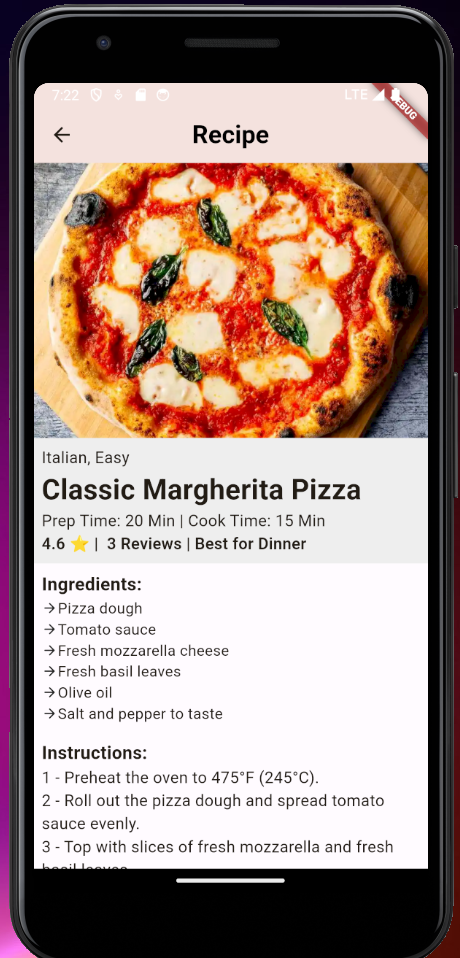 7:22
LTE
DEBUG
Recipe
Italian, Easy
Classic Margherita Pizza
Prep Time: 20 Min | Cook Time: 15 Min
4.6 ⭐ | 3 Reviews | Best for Dinner
Ingredients:
→ Pizza dough
→ Tomato sauce
→ Fresh mozzarella cheese
→ Fresh basil leaves
→ Olive oil
→ Salt and pepper to taste
Instructions:
1 - Preheat the oven to 475°F (245°C).
2 - Roll out the pizza dough and spread tomato
sauce evenly.
3 - Top with slices of fresh mozzarella and fresh
basil leaves.